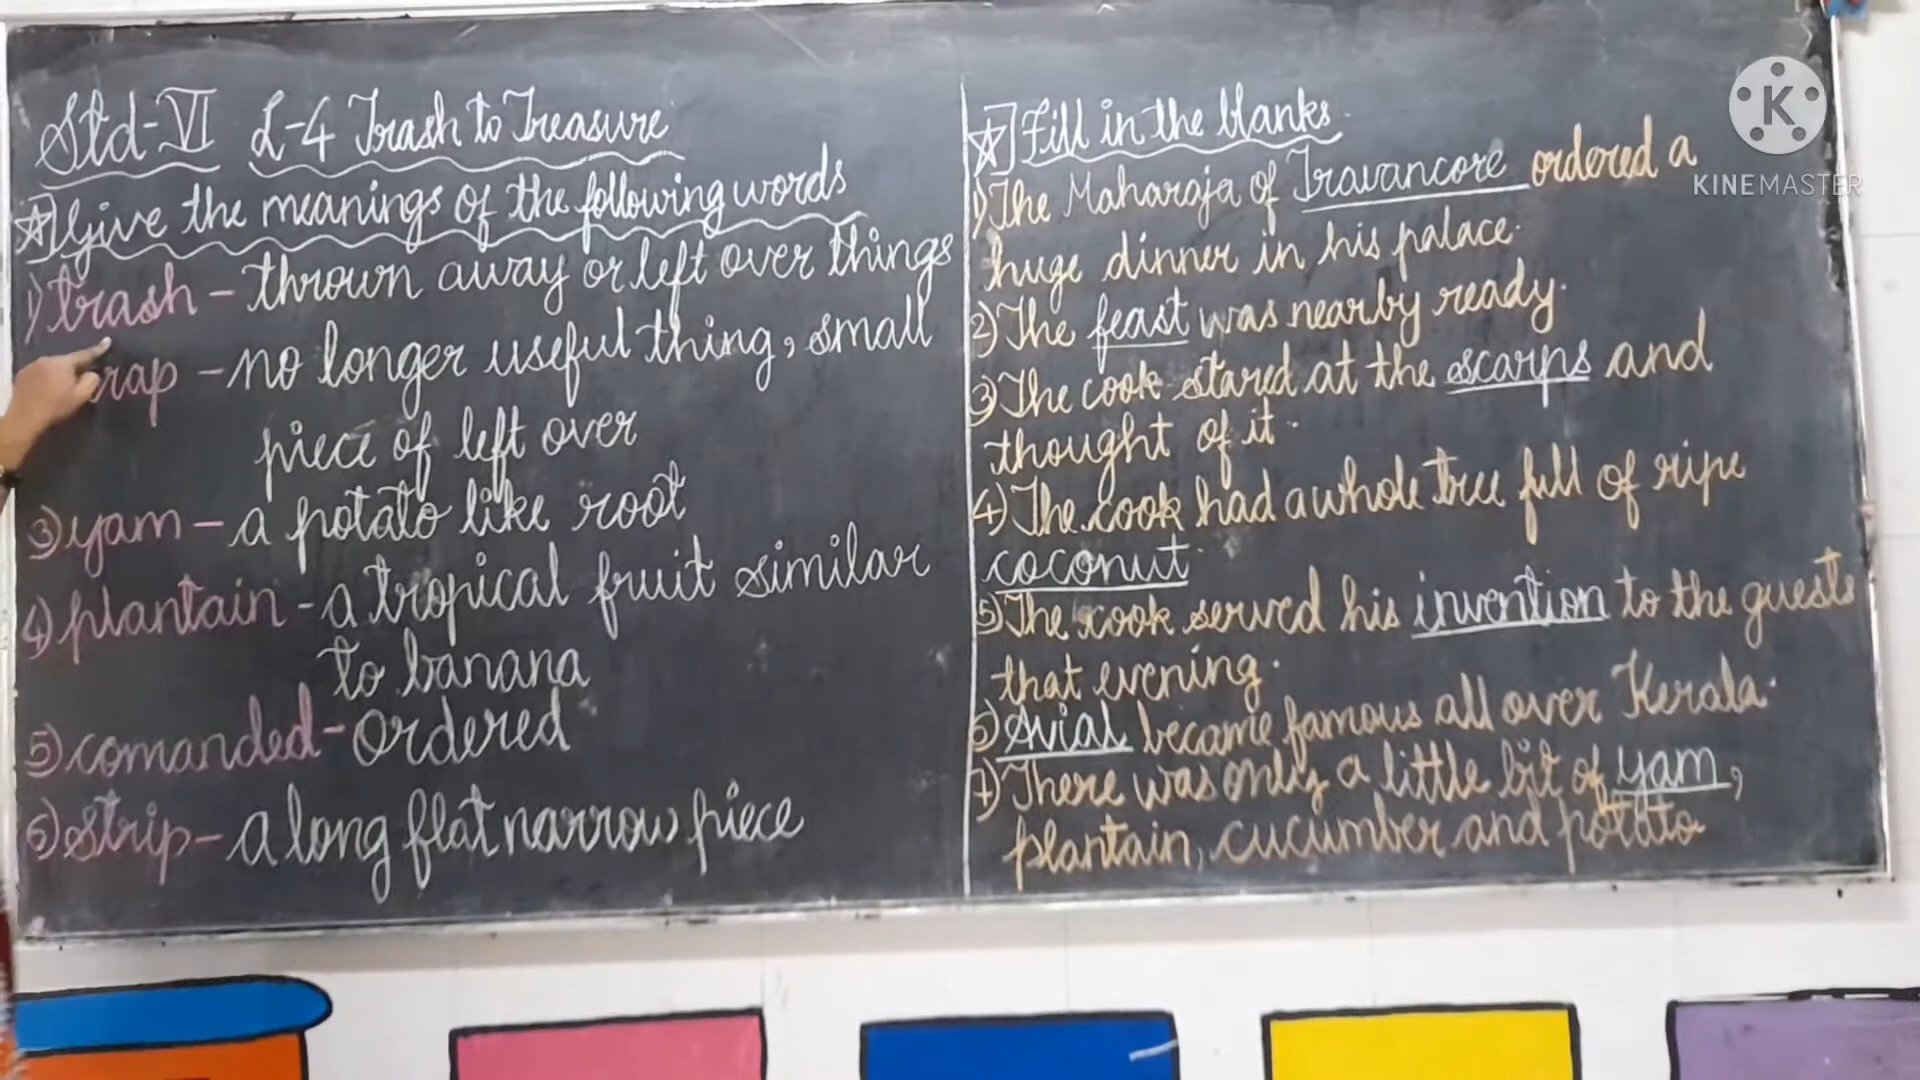 Std-VI L-4 Trash to Treasure
Give the meanings of the following words
1) trash - thrown away or left over things
rap - no longer useful thing, small
piece of left over
3) yam - a potato like root
4) plantain - a tropical fruit similar
to banana
5) comanded - ordered
6) strip - a long flat narrow piece
Fill in the blanks.
1) The Maharaja of Travancore ordered a
huge dinner in his palace.
2) The feast was nearby ready.
3) The cook stared at the scarps and
thought of it.
4) The cook had a whole tree full of ripe
coconut.
5) The cook served his invention to the guests
that evening.
6) Avial became famous all over Kerala.
7) There was only a little bit of yam,
plantain, cucumber and potato
K
KINEMASTER